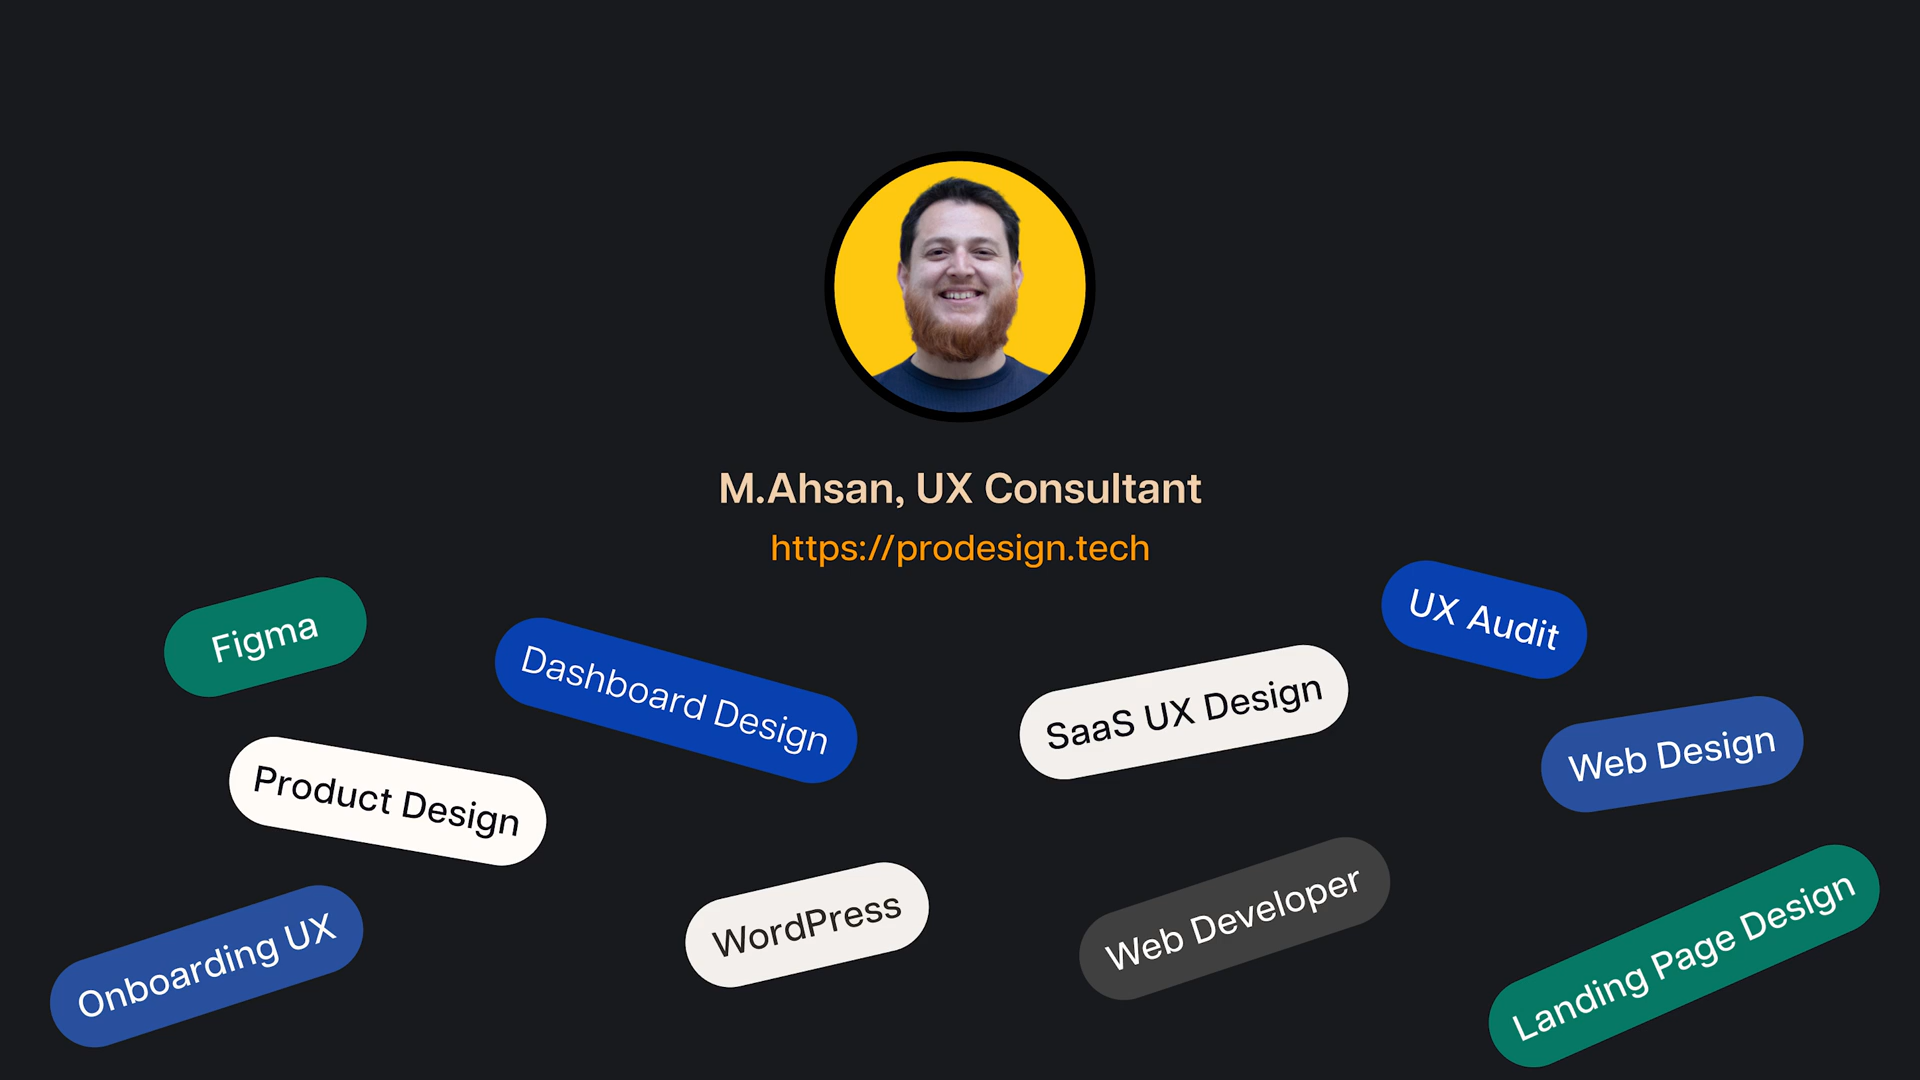 M.Ahsan, UX Consultant
https://prodesign.tech
Figma
Dashboard Design
SaaS UX Design
UX Audit
Product Design
Web Design
Onboarding UX
WordPress
Web Developer
Landing Page Design